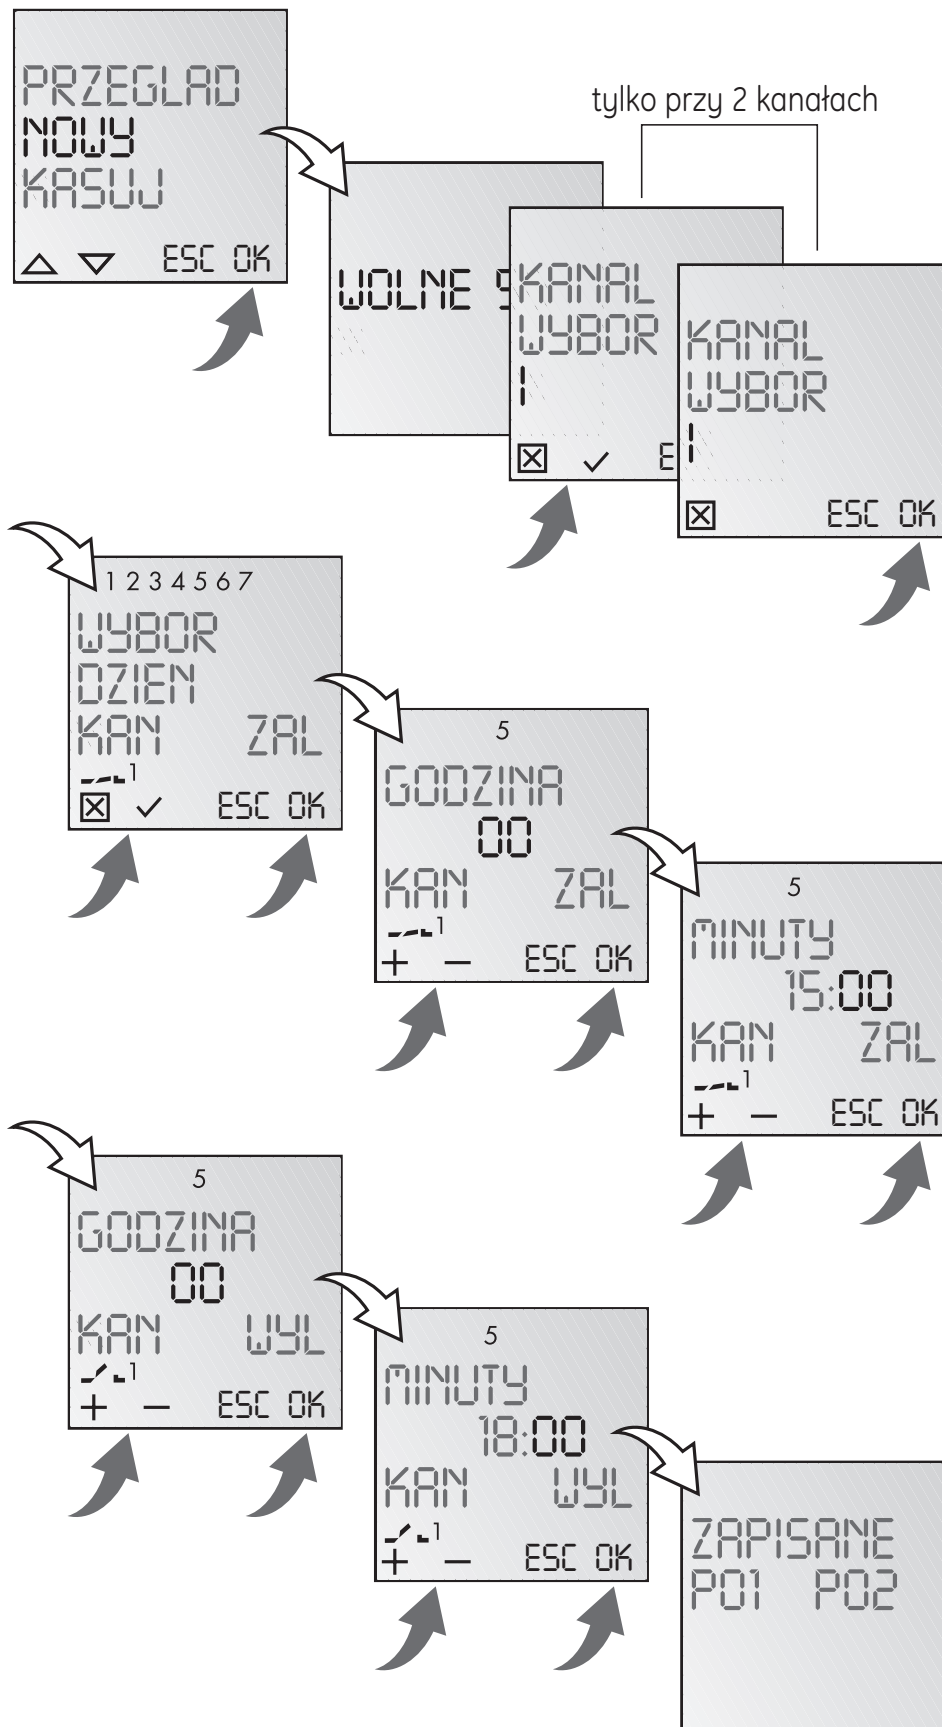 PRZEGLAD
NOWY
KASUJ
ESC OK
tylko przy 2 kanałach
WOLNE
KANAL
WYBOR
1
KANAL
WYBOR
1
ESC OK
1 2 3 4 5 6 7
WYBOR
DZIEN
KAN ZAL
1
ESC OK
5
GODZINA
00
KAN ZAL
1
+ − ESC OK
5
MINUTY
15:00
KAN ZAL
1
+ − ESC OK
5
GODZINA
00
KAN WYL
1
+ − ESC OK
5
MINUTY
18:00
KAN WYL
1
+ − ESC OK
ZAPISANE
P01 P02